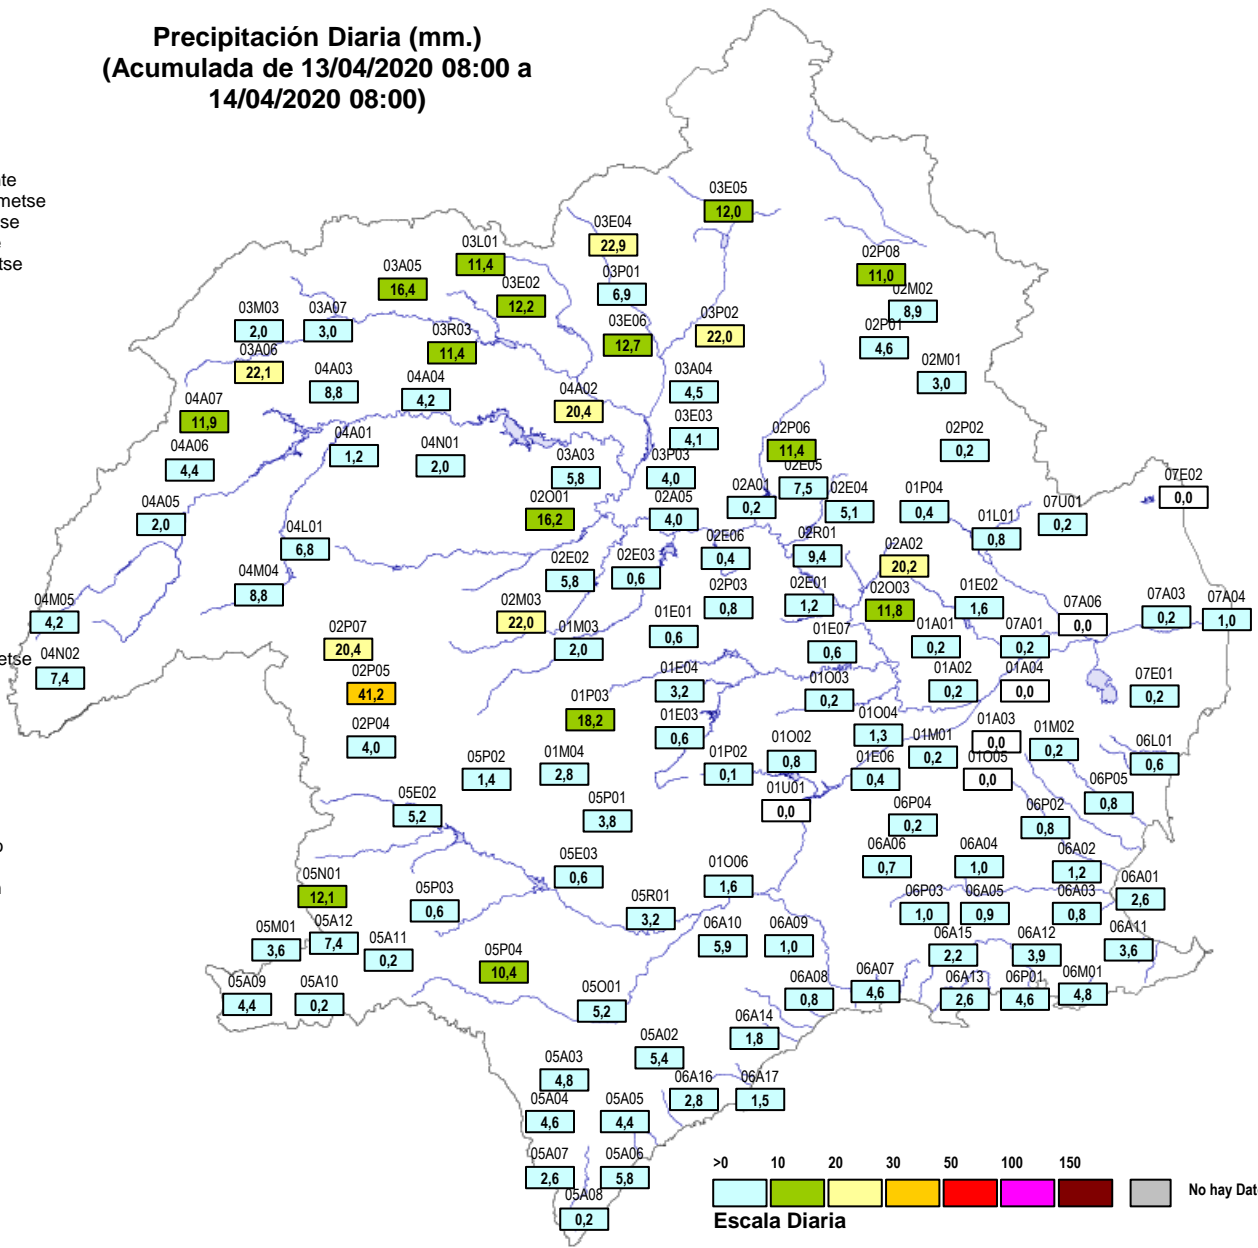 Precipitación Diaria (mm.)
(Acumulada de 13/04/2020 08:00 a
14/04/2020 08:00)
nte
metse
se
e
tse
03E05
12,0
03E04
22,9
03L01
11,4
02P08
11,0
03A05
16,4
03P01
6,9
03E02
12,2
02M02
8,9
03M03
2,0
03A07
3,0
03P02
22,0
03R03
11,4
03E06
12,7
02P01
4,6
03A06
22,1
04A03
8,8
04A04
4,2
03A04
4,5
02M01
3,0
04A02
20,4
04A07
11,9
03E03
4,1
04A01
1,2
04N01
2,0
02P06
11,4
02P02
0,2
04A06
4,4
03A03
5,8
03P03
4,0
02E05
7,5
07E02
0,0
04A05
2,0
02O01
16,2
02A05
4,0
02A01
0,2
02E04
5,1
01P04
0,4
07U01
0,2
01L01
0,8
04L01
6,8
02E06
0,4
02R01
9,4
02A02
20,2
04M04
8,8
02E02
5,8
02E03
0,6
02P03
0,8
02E01
1,2
02O03
11,8
01E02
1,6
04M05
4,2
02M03
22,0
01E01
0,6
07A06
0,0
07A03
0,2
07A04
1,0
02P07
20,4
01M03
2,0
01E07
0,6
01A01
0,2
07A01
0,2
etse
04N02
7,4
02P05
41,2
01E04
3,2
01O03
0,2
01A02
0,2
01A04
0,0
07E01
0,2
01P03
18,2
02P04
4,0
01E03
0,6
01O04
1,3
01A03
0,0
01M02
0,2
05P02
1,4
01M04
2,8
01P02
0,1
01O02
0,8
01M01
0,2
01E06
0,4
01O05
0,0
06L01
0,6
05E02
5,2
05P01
3,8
01U01
0,0
06P04
0,2
06P02
0,8
06P05
0,8
o
05E03
0,6
01O06
1,6
06A06
0,7
06A04
1,0
06A02
1,2
n
05N01
12,1
05P03
0,6
05R01
3,2
06P03
1,0
06A05
0,9
06A03
0,8
06A01
2,6
05M01
3,6
05A12
7,4
05A11
0,2
06A10
5,9
06A09
1,0
06A15
2,2
06A12
3,9
06A11
3,6
05P04
10,4
05A09
4,4
05A10
0,2
05O01
5,2
06A08
0,8
06A07
4,6
06A13
2,6
06P01
4,6
06M01
4,8
06A14
1,8
05A02
5,4
05A03
4,8
06A16
2,8
06A17
1,5
05A04
4,6
05A05
4,4
05A07
2,6
05A06
5,8
05A08
0,2
>0 10 20 30 50 100 150
No hay Dat
Escala Diaria